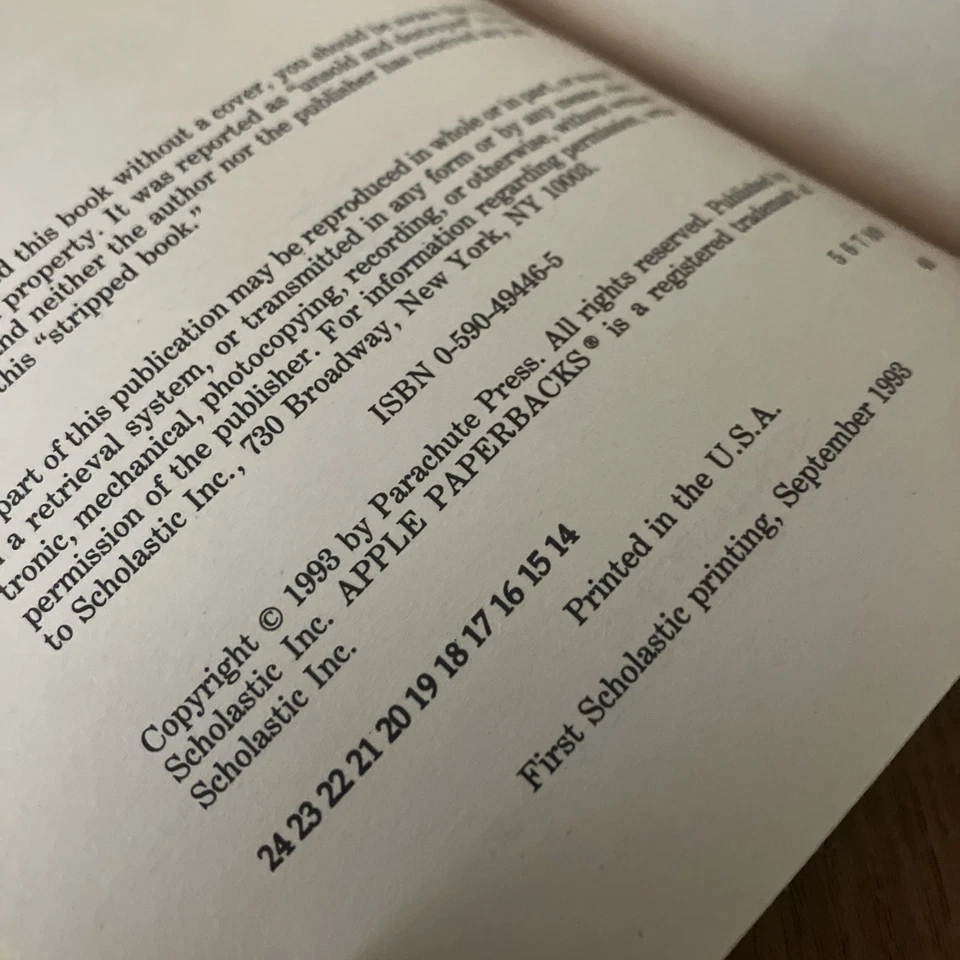 this book without a cover, you should be
property. It was reported as "unsold and
neither the author nor the publisher has received any
this "stripped book."
part of this publication may be reproduced in whole or in part, or
a retrieval system, or transmitted in any form or by any means,
tronic, mechanical, photocopying, recording, or otherwise, without
permission of the publisher. For information regarding permission,
to Scholastic Inc., 730 Broadway, New York, NY 10003.
ISBN 0-590-49446-5
Copyright © 1993 by Parachute Press. All rights reserved. Published by
Scholastic Inc. APPLE PAPERBACKS® is a registered trademark of
Scholastic Inc.
24 23 22 21 20 19 18 17 16 15 14
Printed in the U.S.A.
First Scholastic printing, September 1993